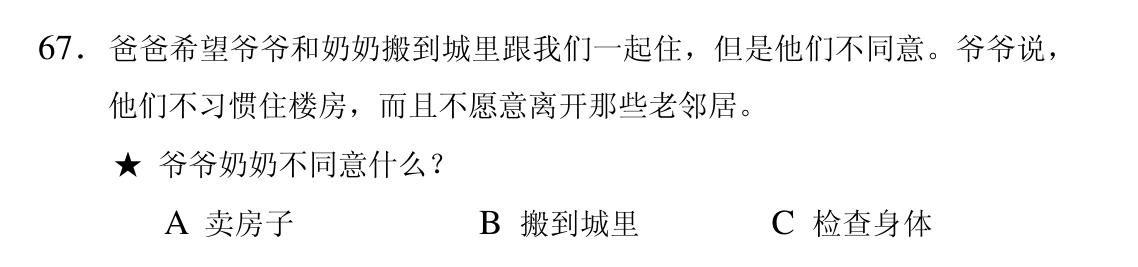 67．爸爸希望爷爷和奶奶搬到城里跟我们一起住，但是他们不同意。爷爷说，
他们不习惯住楼房，而且不愿意离开那些老邻居。
★ 爷爷奶奶不同意什么？
A 卖房子 B 搬到城里 C 检查身体